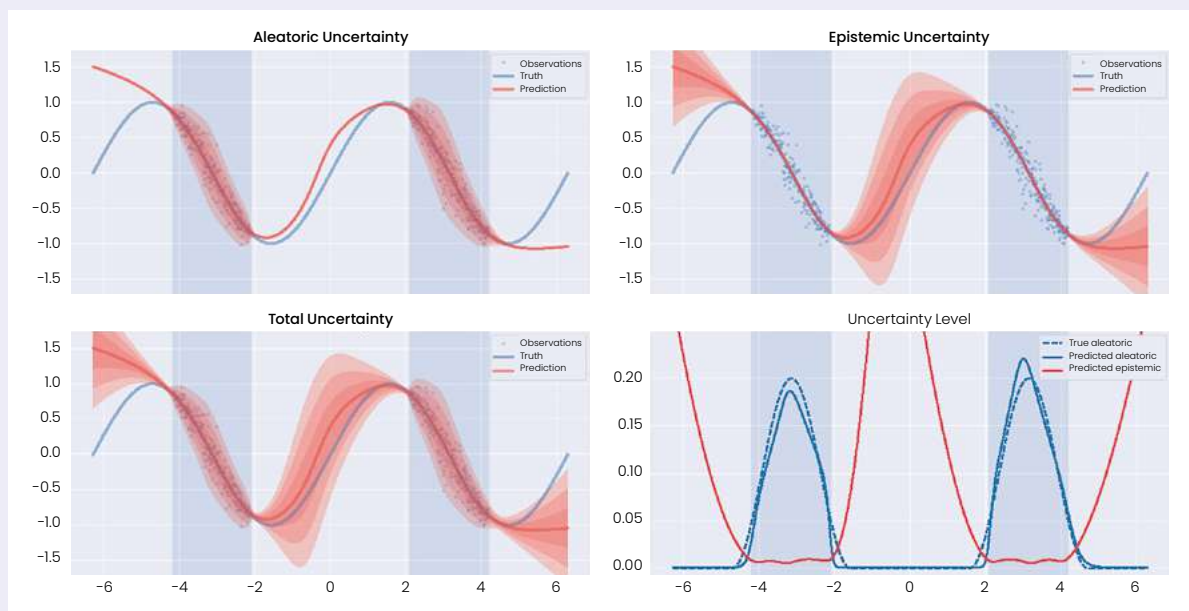 Aleatoric Uncertainty
1.5
1.0
0.5
0.0
−0.5
−1.0
−1.5
Observations
Truth
Prediction
Epistemic Uncertainty
1.5
1.0
0.5
0.0
−0.5
−1.0
−1.5
Observations
Truth
Prediction
Total Uncertainty
1.5
1.0
0.5
0.0
−0.5
−1.0
−1.5
Observations
Truth
Prediction
−6 −4 −2 0 2 4 6
Uncertainty Level
0.20
0.15
0.10
0.05
0.00
True aleatoric
Predicted aleatoric
Predicted epistemic
−6 −4 −2 0 2 4 6